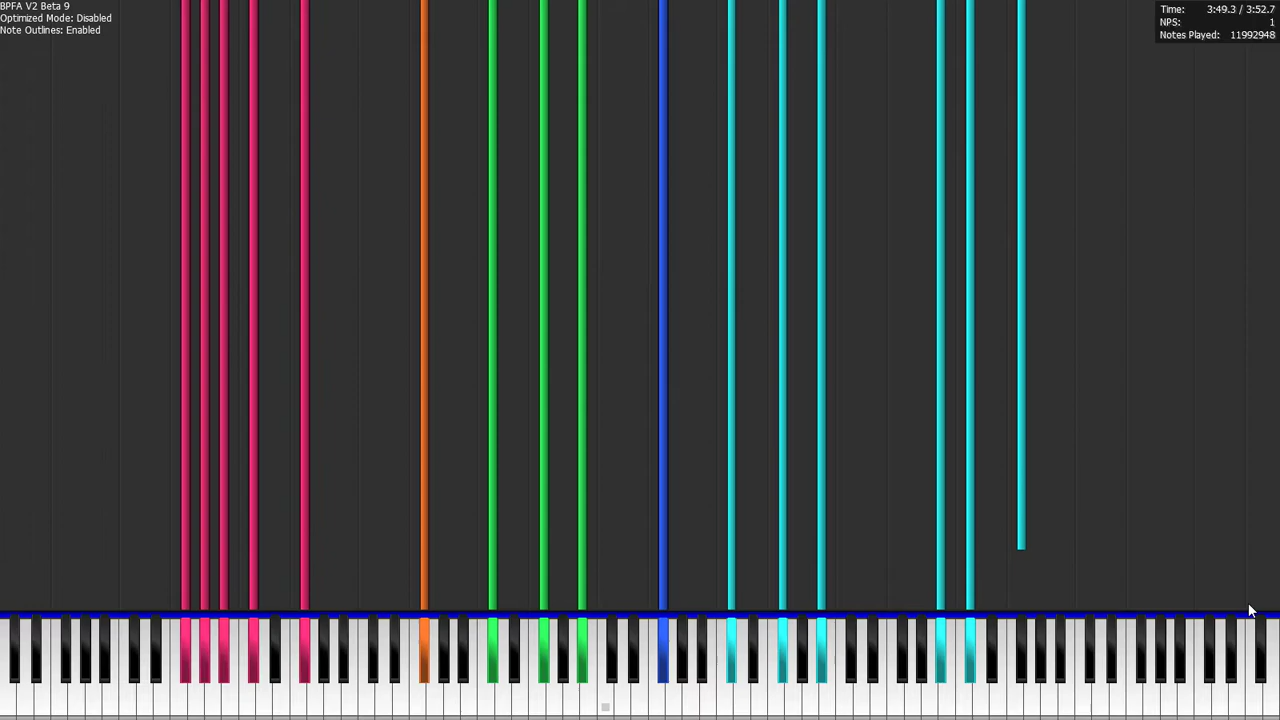 BPFA V2 Beta 9
Optimized Mode: Disabled
Note Outlines: Enabled
Time: 3:49.3 / 3:52.7
NPS: 1
Notes Played: 11992948